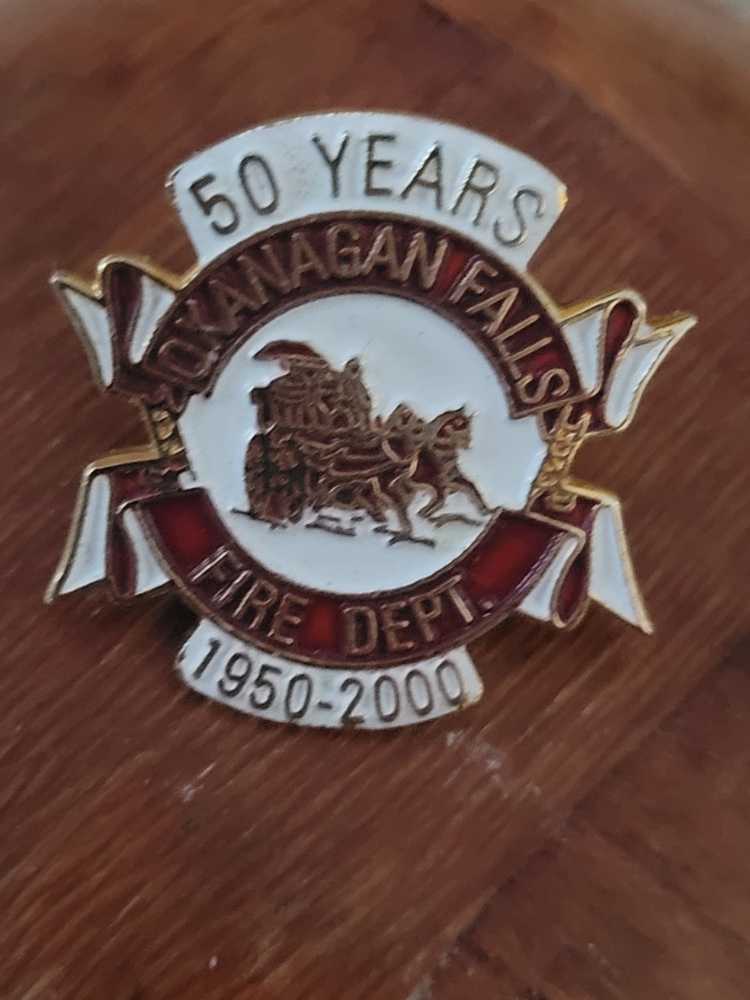 50 YEARS
OKANAGAN FALLS
FIRE DEPT.
1950-2000